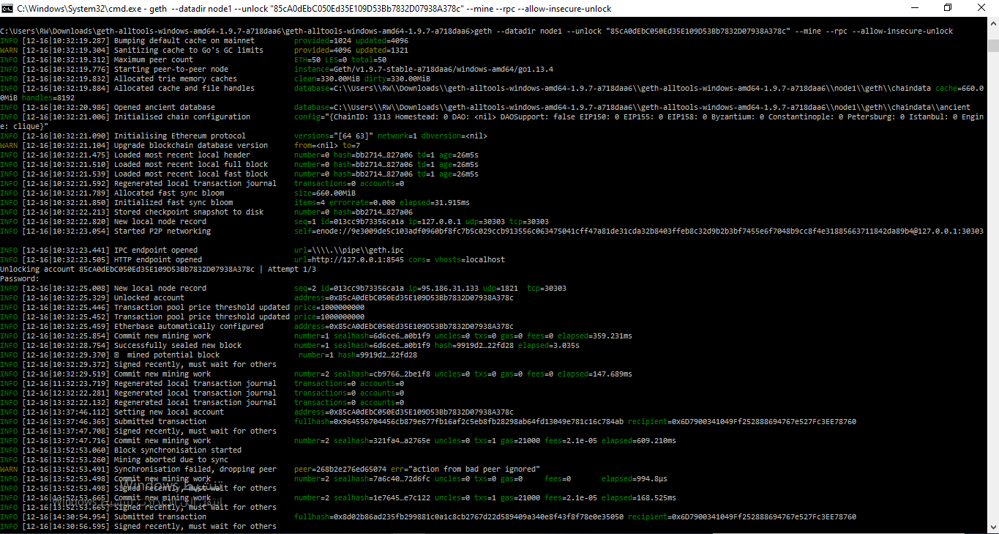 C:\Windows\System32\cmd.exe - geth --datadir node1 --unlock "85cA0dEbC050Ed35E109D53Bb7832D07938A378c" --mine --rpc --allow-insecure-unlock
C:\Users\RW\Downloads\geth-alltools-windows-amd64-1.9.7-a718daa6\geth-alltools-windows-amd64-1.9.7-a718daa6>geth --datadir node1 --unlock "85cA0dEbC050Ed35E109D53Bb7832D07938A378c" --mine --rpc --allow-insecure-unlock
INFO [12-16|10:32:19.287] Bumping default cache on mainnet provided=1024 updated=4096
WARN [12-16|10:32:19.304] Sanitizing cache to Go's GC limits provided=4096 updated=1321
INFO [12-16|10:32:19.312] Maximum peer count ETH=50 LES=0 total=50
INFO [12-16|10:32:19.776] Starting peer-to-peer node instance=Geth/v1.9.7-stable-a718daa6/windows-amd64/go1.13.4
INFO [12-16|10:32:19.832] Allocated trie memory caches clean=330.00MiB dirty=330.00MiB
INFO [12-16|10:32:19.884] Allocated cache and file handles database=C:\\Users\\RW\\Downloads\\geth-alltools-windows-amd64-1.9.7-a718daa6\\geth-alltools-windows-amd64-1.9.7-a718daa6\\node1\\geth\\chaindata cache=660.0
0MiB handles=8192
INFO [12-16|10:32:20.986] Opened ancient database database=C:\\Users\\RW\\Downloads\\geth-alltools-windows-amd64-1.9.7-a718daa6\\geth-alltools-windows-amd64-1.9.7-a718daa6\\node1\\geth\\chaindata\\ancient
INFO [12-16|10:32:21.006] Initialised chain configuration config="{ChainID: 1313 Homestead: 0 DAO: <nil> DAOSupport: false EIP150: 0 EIP155: 0 EIP158: 0 Byzantium: 0 Constantinople: 0 Petersburg: 0 Istanbul: 0 Engin
e: clique}"
INFO [12-16|10:32:21.090] Initialising Ethereum protocol versions="[64 63]" network=1 dbversion=<nil>
WARN [12-16|10:32:21.104] Upgrade blockchain database version from=<nil> to=7
INFO [12-16|10:32:21.475] Loaded most recent local header number=0 hash=bb2714…827a06 td=1 age=26m5s
INFO [12-16|10:32:21.510] Loaded most recent local full block number=0 hash=bb2714…827a06 td=1 age=26m5s
INFO [12-16|10:32:21.539] Loaded most recent local fast block number=0 hash=bb2714…827a06 td=1 age=26m5s
INFO [12-16|10:32:21.592] Regenerated local transaction journal transactions=0 accounts=0
INFO [12-16|10:32:21.789] Allocated fast sync bloom size=660.00MiB
INFO [12-16|10:32:21.850] Initialized fast sync bloom items=4 errorrate=0.000 elapsed=31.915ms
INFO [12-16|10:32:22.213] Stored checkpoint snapshot to disk number=0 hash=bb2714…827a06
INFO [12-16|10:32:22.820] New local node record seq=1 id=013cc9b73356ca1a ip=127.0.0.1 udp=30303 tcp=30303
INFO [12-16|10:32:23.054] Started P2P networking self=enode://9e3009de5c103adf0960bf8fc7b5c029ccb913556c063475041cff47a81de31cda32b8403ffeb8c32d9b2b3bf7455e6f7048b9cc8f4e31885663711842da89b4@127.0.0.1:30303
INFO [12-16|10:32:23.441] IPC endpoint opened url=\\\\.\\pipe\\geth.ipc
INFO [12-16|10:32:23.505] HTTP endpoint opened url=http://127.0.0.1:8545 cors= vhosts=localhost
Unlocking account 85cA0dEbC050Ed35E109D53Bb7832D07938A378c | Attempt 1/3
Password:
INFO [12-16|10:32:25.008] New local node record seq=2 id=013cc9b73356ca1a ip=95.186.31.133 udp=1821 tcp=30303
INFO [12-16|10:32:25.329] Unlocked account address=0x85cA0dEbC050Ed35E109D53Bb7832D07938A378c
INFO [12-16|10:32:25.446] Transaction pool price threshold updated price=1000000000
INFO [12-16|10:32:25.452] Transaction pool price threshold updated price=1000000000
INFO [12-16|10:32:25.459] Etherbase automatically configured address=0x85cA0dEbC050Ed35E109D53Bb7832D07938A378c
INFO [12-16|10:32:25.854] Commit new mining work number=1 sealhash=6d6ce6…a0b1f9 uncles=0 txs=0 gas=0 fees=0 elapsed=359.231ms
INFO [12-16|10:32:28.754] Successfully sealed new block number=1 sealhash=6d6ce6…a0b1f9 hash=9919d2…22fd28 elapsed=3.035s
INFO [12-16|10:32:29.370] mined potential block number=1 hash=9919d2…22fd28
INFO [12-16|10:32:29.372] Signed recently, must wait for others
INFO [12-16|10:32:29.519] Commit new mining work number=2 sealhash=cb9766…2be1f8 uncles=0 txs=0 gas=0 fees=0 elapsed=147.689ms
INFO [12-16|11:32:23.719] Regenerated local transaction journal transactions=0 accounts=0
INFO [12-16|12:32:22.281] Regenerated local transaction journal transactions=0 accounts=0
INFO [12-16|13:32:22.132] Regenerated local transaction journal transactions=0 accounts=0
INFO [12-16|13:37:46.112] Setting new local account address=0x85cA0dEbC050Ed35E109D53Bb7832D07938A378c
INFO [12-16|13:37:46.365] Submitted transaction fullhash=0x964556704456cb879e677fb16af2c5eb8fb28298ab64fd13049e781c16c784ab recipient=0x6D7900341049Ff252888694767e527Fc3EE78760
INFO [12-16|13:37:47.708] Signed recently, must wait for others
INFO [12-16|13:37:47.716] Commit new mining work number=2 sealhash=321fa4…a2765e uncles=0 txs=1 gas=21000 fees=2.1e-05 elapsed=609.210ms
INFO [12-16|13:52:53.060] Block synchronisation started
INFO [12-16|13:52:53.260] Mining aborted due to sync
WARN [12-16|13:52:53.491] Synchronisation failed, dropping peer peer=268b2e276ed65074 err="action from bad peer ignored"
INFO [12-16|13:52:53.498] Commit new mining work number=2 sealhash=7a6c40…72d6fc uncles=0 txs=0 gas=0 fees=0 elapsed=994.8µs
INFO [12-16|13:52:53.498] Signed recently, must wait for others
INFO [12-16|13:52:53.665] Commit new mining work number=2 sealhash=1e7645…e7c122 uncles=0 txs=1 gas=21000 fees=2.1e-05 elapsed=168.525ms
INFO [12-16|13:52:53.665] Signed recently, must wait for others
INFO [12-16|14:30:54.954] Submitted transaction fullhash=0x8d02b86ad235fb299881c0a1c8cb2767d22d589409a340e8f43f8f78e0e35050 recipient=0x6D7900341049Ff252888694767e527Fc3EE78760
INFO [12-16|14:30:56.595] Signed recently, must wait for others
تنشيط Windows